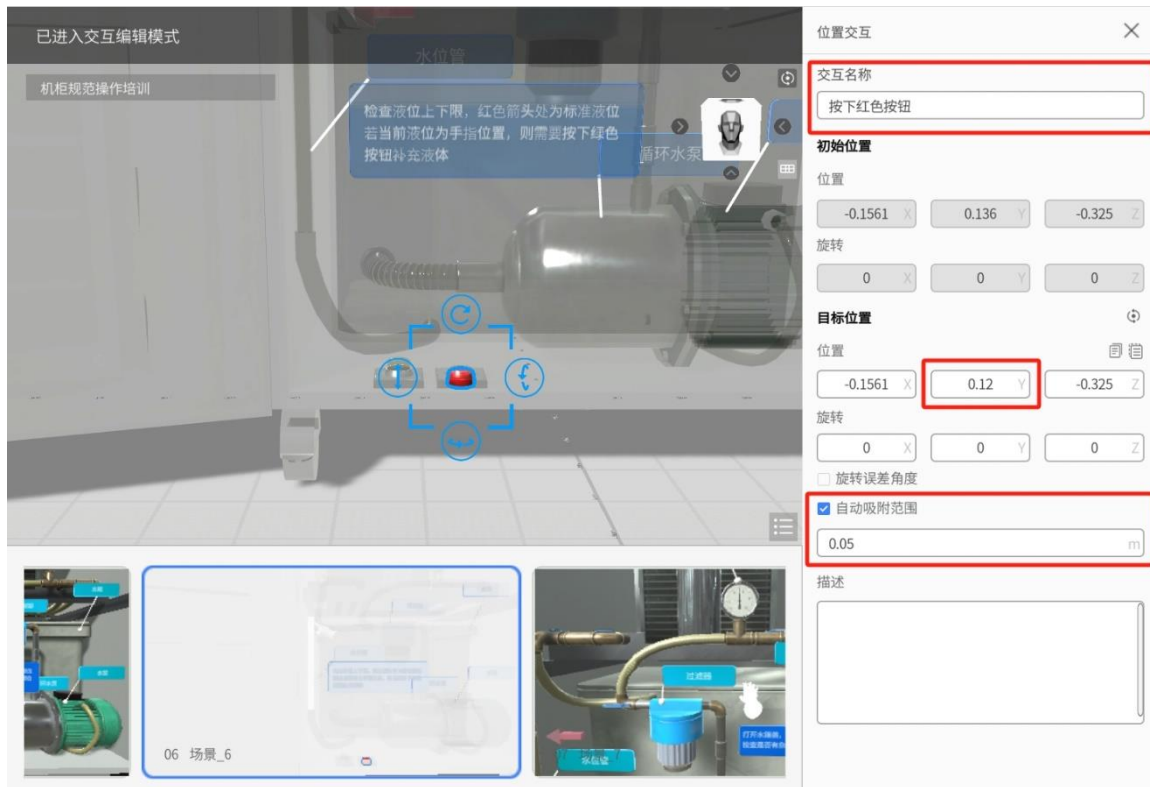 已进入交互编辑模式
机柜规范操作培训
水位管
检查液位上下限，红色箭头处为标准液位
若当前液位为手指位置，则需要按下红色
按钮补充液体
循环水泵
06 场景_6
过滤器
水位管
位置交互
交互名称
按下红色按钮
初始位置
位置
-0.1561 X
0.136 Y
-0.325 Z
旋转
0 X
0 Y
0 Z
目标位置
位置
-0.1561 X
0.12 Y
-0.325 Z
旋转
0 X
0 Y
0 Z
旋转误差角度
自动吸附范围
0.05 m
描述